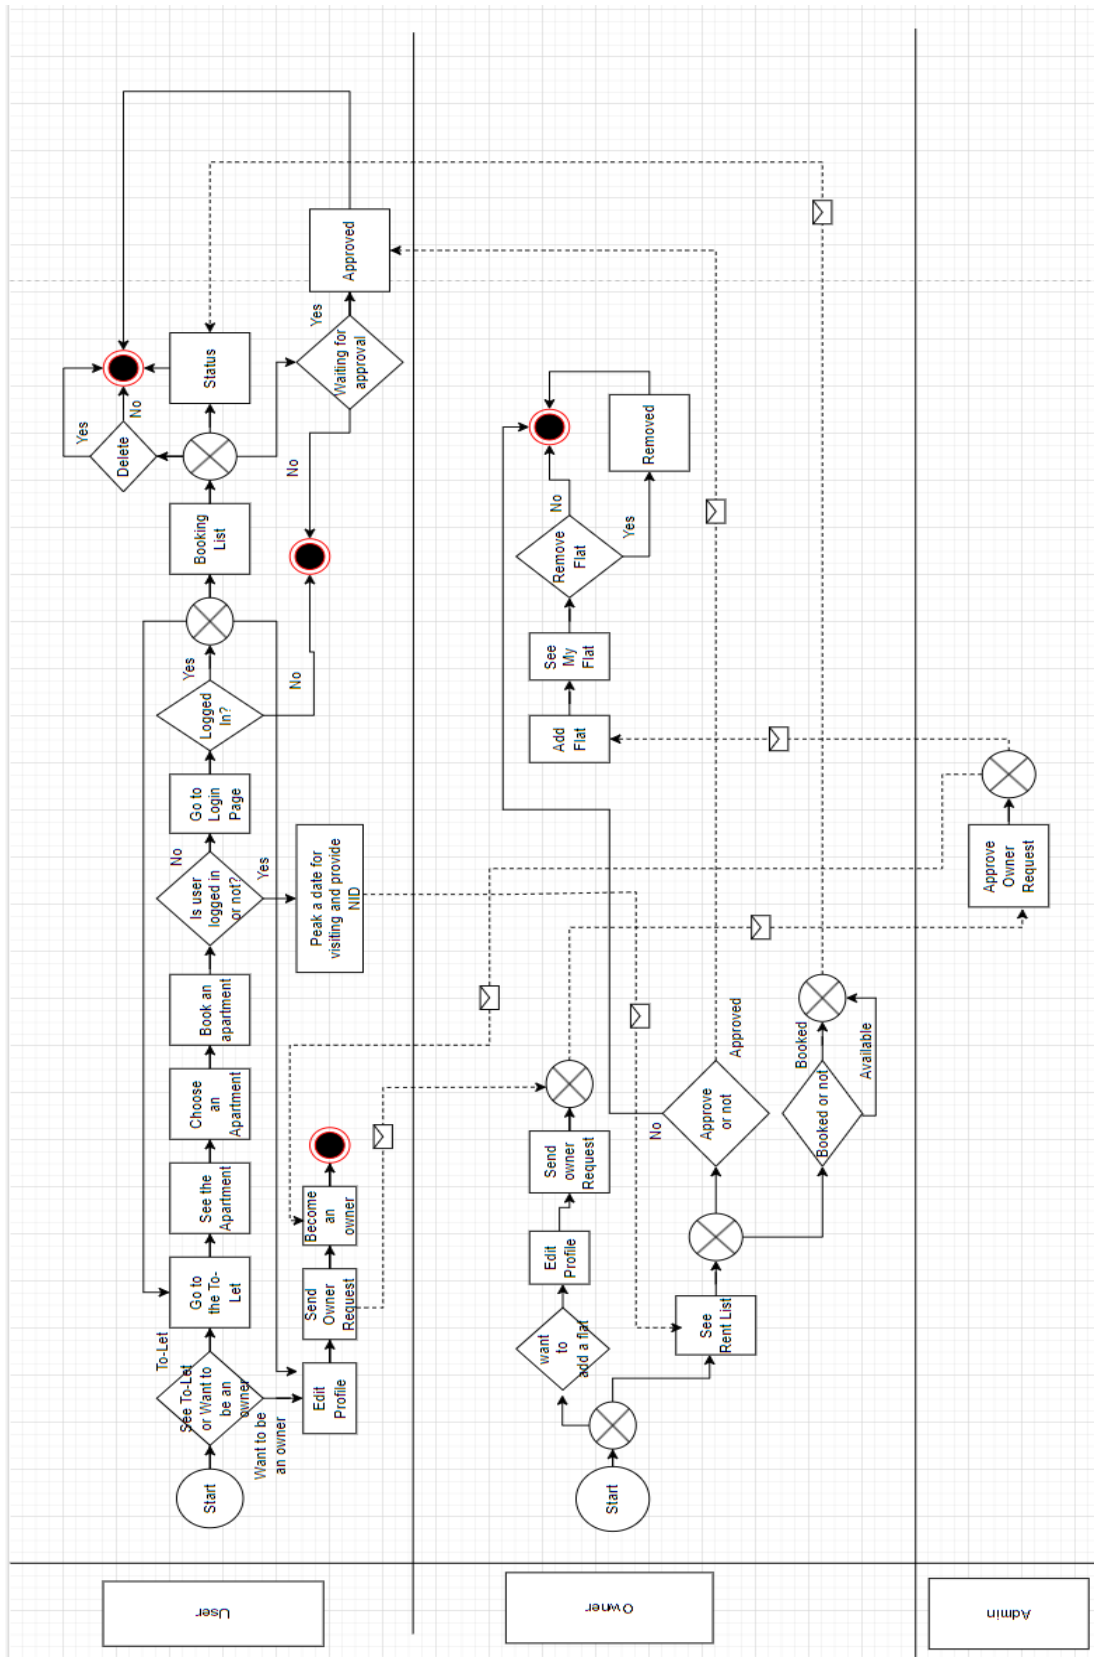 User
Start
See To-Let
or Want to
be an
owner
To-Let
Want to be
an owner
Go to
the To-
Let
See the
Apartment
Choose
an
Apartment
Book an
apartment
Is user
logged in
or not?
No
Yes
Go to
Login
Page
Logged
In?
Yes
No
Booking
List
Delete
Yes
No
Status
Waiting for
approval
Yes
No
Approved
Peak a date for
visiting and provide
NID
Edit
Profile
Send
Owner
Request
Become
an
owner
Owner
Start
want
to
add a flat
Edit
Profile
Send
owner
Request
Add
Flat
See
My
Flat
Remove
Flat
No
Yes
Removed
See
Rent List
Approve
or not
No
Approved
Booked or not
Booked
Available
Admin
Approve
Owner
Request